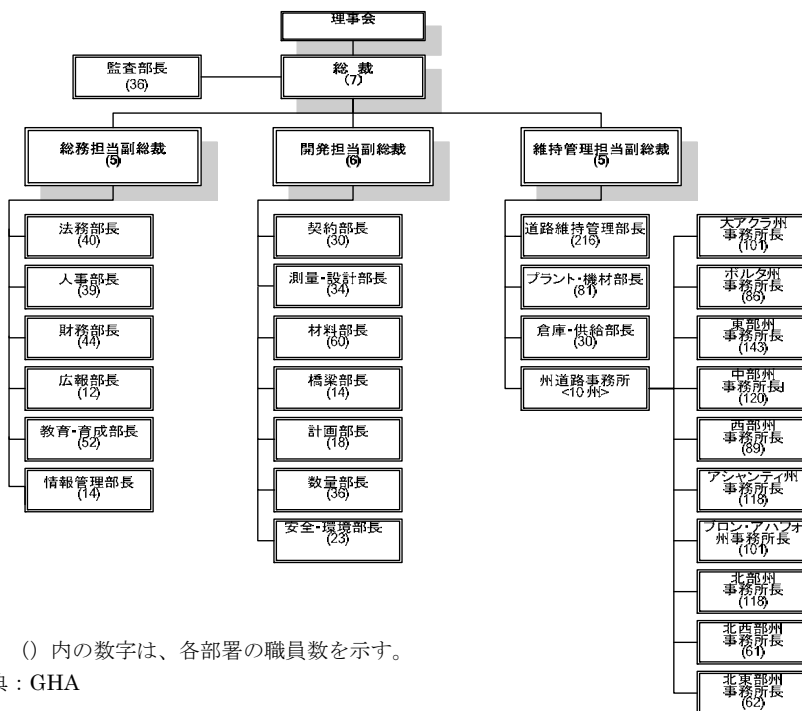 理事会
総 裁
(7)
監査部長
(36)
総務担当副総裁
(5)
開発担当副総裁
(6)
維持管理担当副総裁
(5)
法務部長
(40)
人事部長
(39)
財務部長
(44)
広報部長
(12)
教育・育成部長
(52)
情報管理部長
(14)
契約部長
(30)
測量・設計部長
(34)
材料部長
(60)
橋梁部長
(14)
計画部長
(18)
数量部長
(36)
安全・環境部長
(23)
道路維持管理部長
(216)
プラント・機材部長
(81)
倉庫・供給部長
(30)
州道路事務所
<10州>
大アクラ州
事務所長
(101)
ボルタ州
事務所長
(86)
東部州
事務所長
(143)
中部州
事務所長
(120)
西部州
事務所長
(89)
アシャンティ州
事務所長
(118)
ブロン・アハフォ
州事務所長
(101)
北部州
事務所長
(118)
北西部州
事務所長
(61)
北東部州
事務所長
(62)
() 内の数字は、各部署の職員数を示す。
: GHA